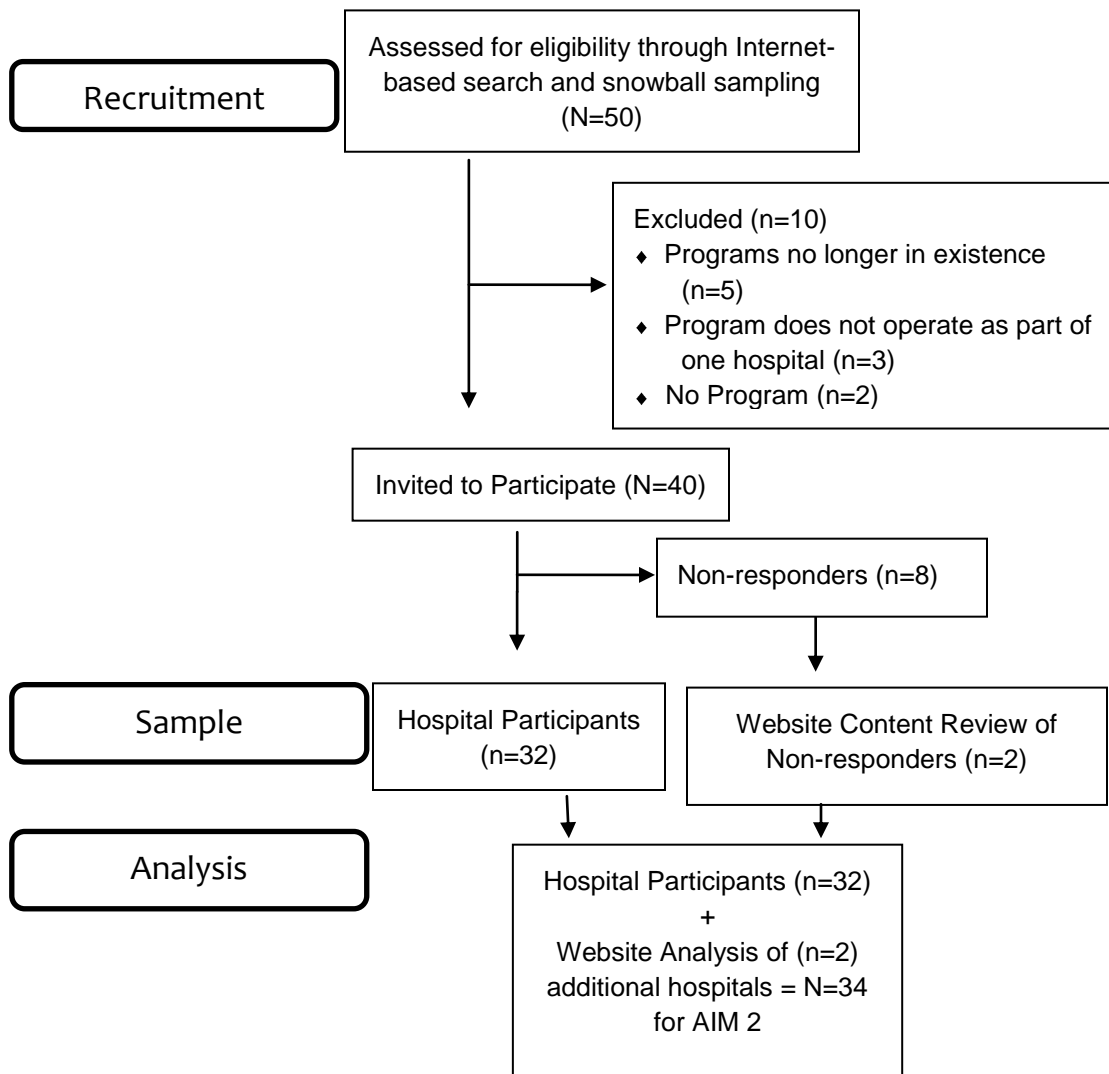 Recruitment
Assessed for eligibility through Internet-
based search and snowball sampling
(N=50)
Excluded (n=10)
♦ Programs no longer in existence
(n=5)
♦ Program does not operate as part of
one hospital (n=3)
♦ No Program (n=2)
Invited to Participate (N=40)
Non-responders (n=8)
Sample
Hospital Participants
(n=32)
Website Content Review of
Non-responders (n=2)
Analysis
Hospital Participants (n=32)
+
Website Analysis of (n=2)
additional hospitals = N=34
for AIM 2